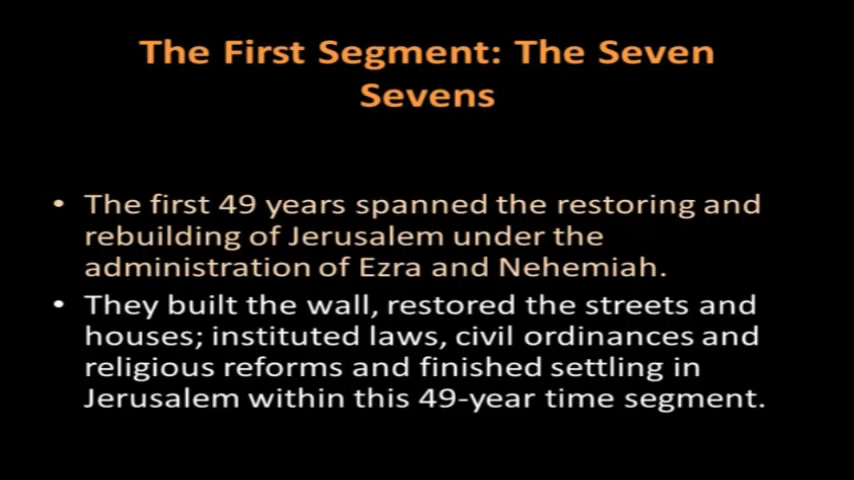 The First Segment: The Seven
Sevens
• The first 49 years spanned the restoring and
rebuilding of Jerusalem under the
administration of Ezra and Nehemiah.
• They built the wall, restored the streets and
houses; instituted laws, civil ordinances and
religious reforms and finished settling in
Jerusalem within this 49-year time segment.